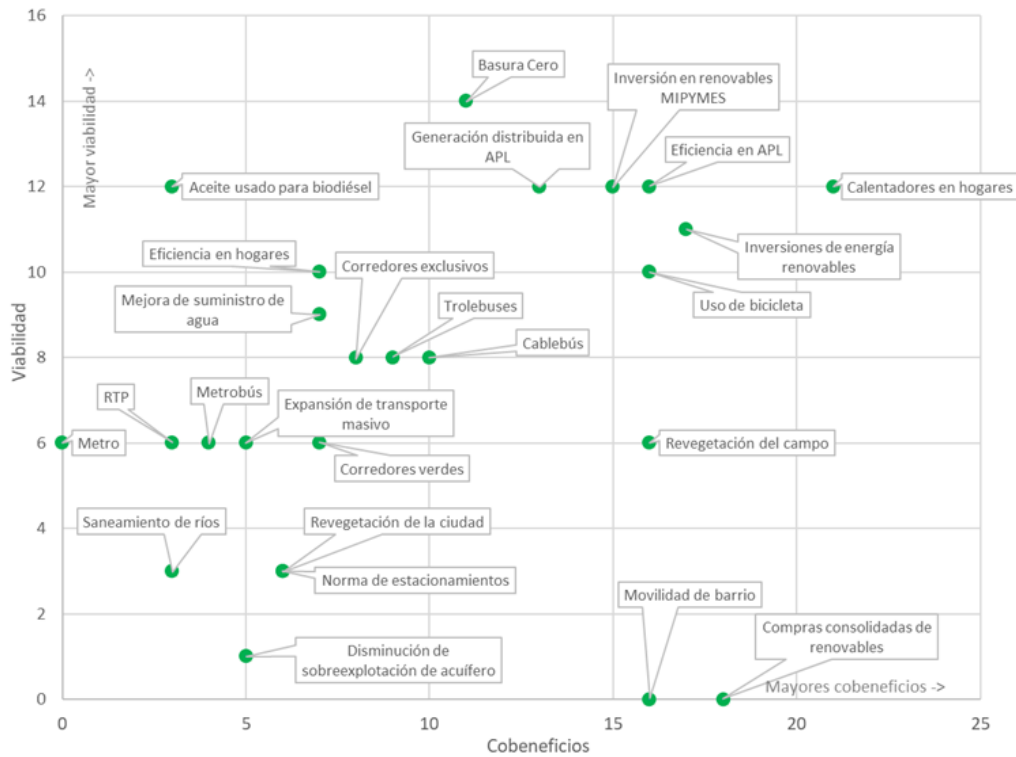 16
14
12
10
8
6
4
2
0
Viabilidad
Mayor viabilidad ->
Basura Cero
Inversión en renovables
MIPYMES
Generación distribuida en
APL
Eficiencia en APL
Aceite usado para biodiésel
Calentadores en hogares
Eficiencia en hogares
Corredores exclusivos
Inversiones de energía
renovables
Mejora de suministro de
agua
Trolebuses
Uso de bicicleta
Cablebús
RTP
Metrobús
Expansión de transporte
masivo
Metro
Revegetación del campo
Corredores verdes
Saneamiento de ríos
Revegetación de la ciudad
Norma de estacionamientos
Movilidad de barrio
Compras consolidadas de
renovables
Disminución de
sobreexplotación de acuífero
Mayores cobeneficios ->
0
5
10
15
20
25
Cobeneficios